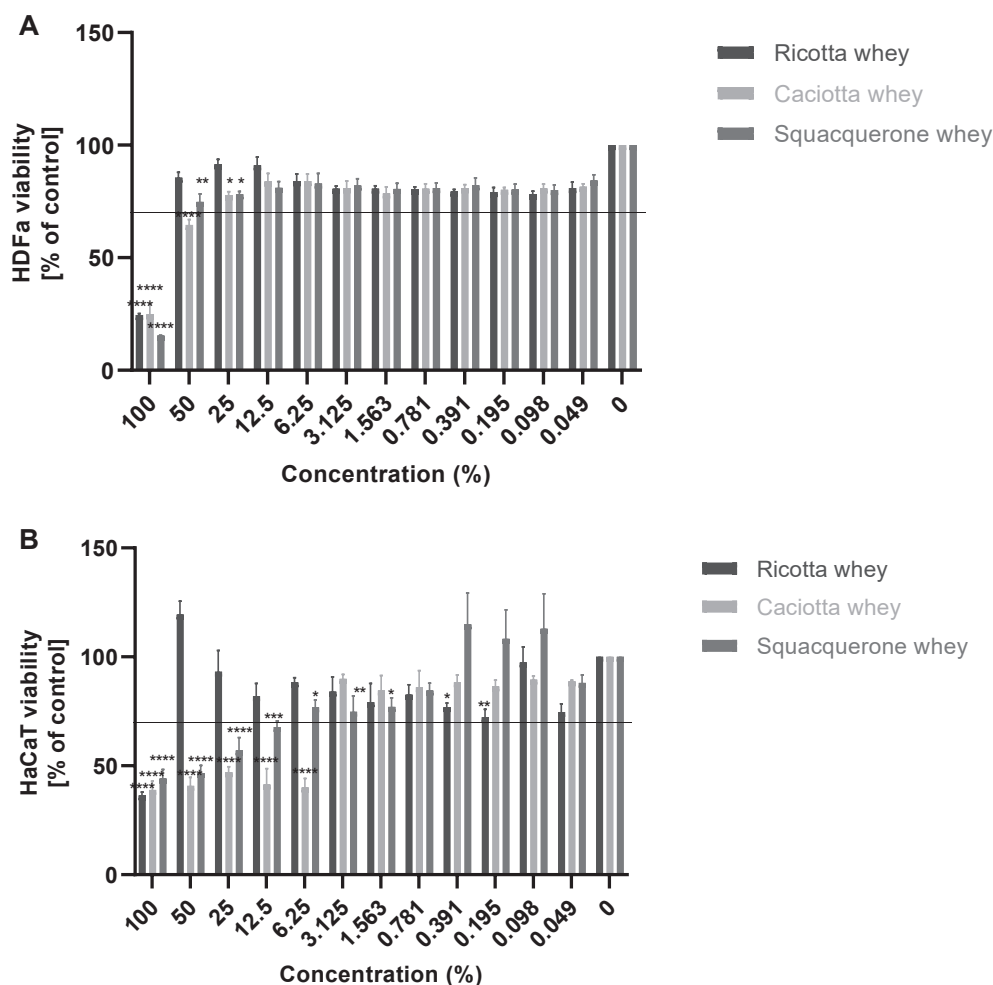 A
150
100
50
0
HDFa viability
[% of control]
**** **** ****
**** **
* *
100 50 25 12.5 6.25 3.125 1.563 0.781 0.391 0.195 0.098 0.049 0
Concentration (%)
Ricotta whey
Caciotta whey
Squacquerone whey
B
150
100
50
0
HaCaT viability
[% of control]
**** **** ****
**** ****
**** ****
**** ***
**** *
**
*
*
**
100 50 25 12.5 6.25 3.125 1.563 0.781 0.391 0.195 0.098 0.049 0
Concentration (%)
Ricotta whey
Caciotta whey
Squacquerone whey